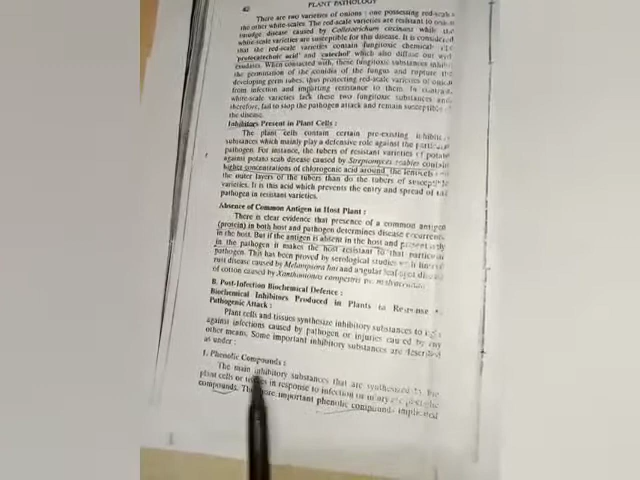 42
PLANT PATHOLOGY
There are two varieties of onions : one possessing red-scales
the other white-scales. The red-scale varieties are resistant to onion
smudge disease caused by Colletotrichum circinans while the
white-scale varieties are susceptible for this disease. It is considered
that the red-scale varieties contain fungitoxic chemical
'protocatechuic acid' and 'catechol' which also diffuse out
exudates. When contacted with, these fungitoxic substances inhibit
the germination of the conidia of the fungus and rupture the
developing germ tubes, thus protecting red-scale varieties of onion
from infection and imparting resistance to them. In contrast,
white-scale varieties lack these two fungitoxic substances and
therefore, fail to stop the pathogen attack and remain susceptible
the disease.
Inhibitors Present in Plant Cells :
The plant cells contain certain pre-existing inhibitory
substances which mainly play a defensive role against the particular
pathogen. For instance, the tubers of resistant varieties of potato
against potato scab disease caused by Streptomyces scabies contain
higher concentrations of chlorogenic acid around the lenticels and
the outer layers of the tubers than do the tubers of susceptible
varieties. It is this acid which prevents the entry and spread of
pathogen in resistant varieties.
Absence of Common Antigen in Host Plant :
There is clear evidence that presence of a common antigen
(protein) in both host and pathogen determines disease occurrence
in the host. But if the antigen is absent in the host and present only
in the pathogen it makes the host resistant to that particular
pathogen. This has been proved by serological studies with
rust disease caused by Melampsora lini and angular leaf spot disease
of cotton caused by Xanthomonas campestris pv. malvacearum.
B. Post-Infection Biochemical Defence :
Biochemical Inhibitors Produced in Plants in Response
Pathogenic Attack :
Plant cells and tissues synthesize inhibitory substances to
against infections caused by pathogen or injuries caused by any
other means. Some important inhibitory substances are described
as under :
1. Phenolic Compounds :
The main inhibitory substances that are synthesized by the
plant cells or tissues in response to infection or injury are phenolic
compounds. The more important phenolic compounds implicated